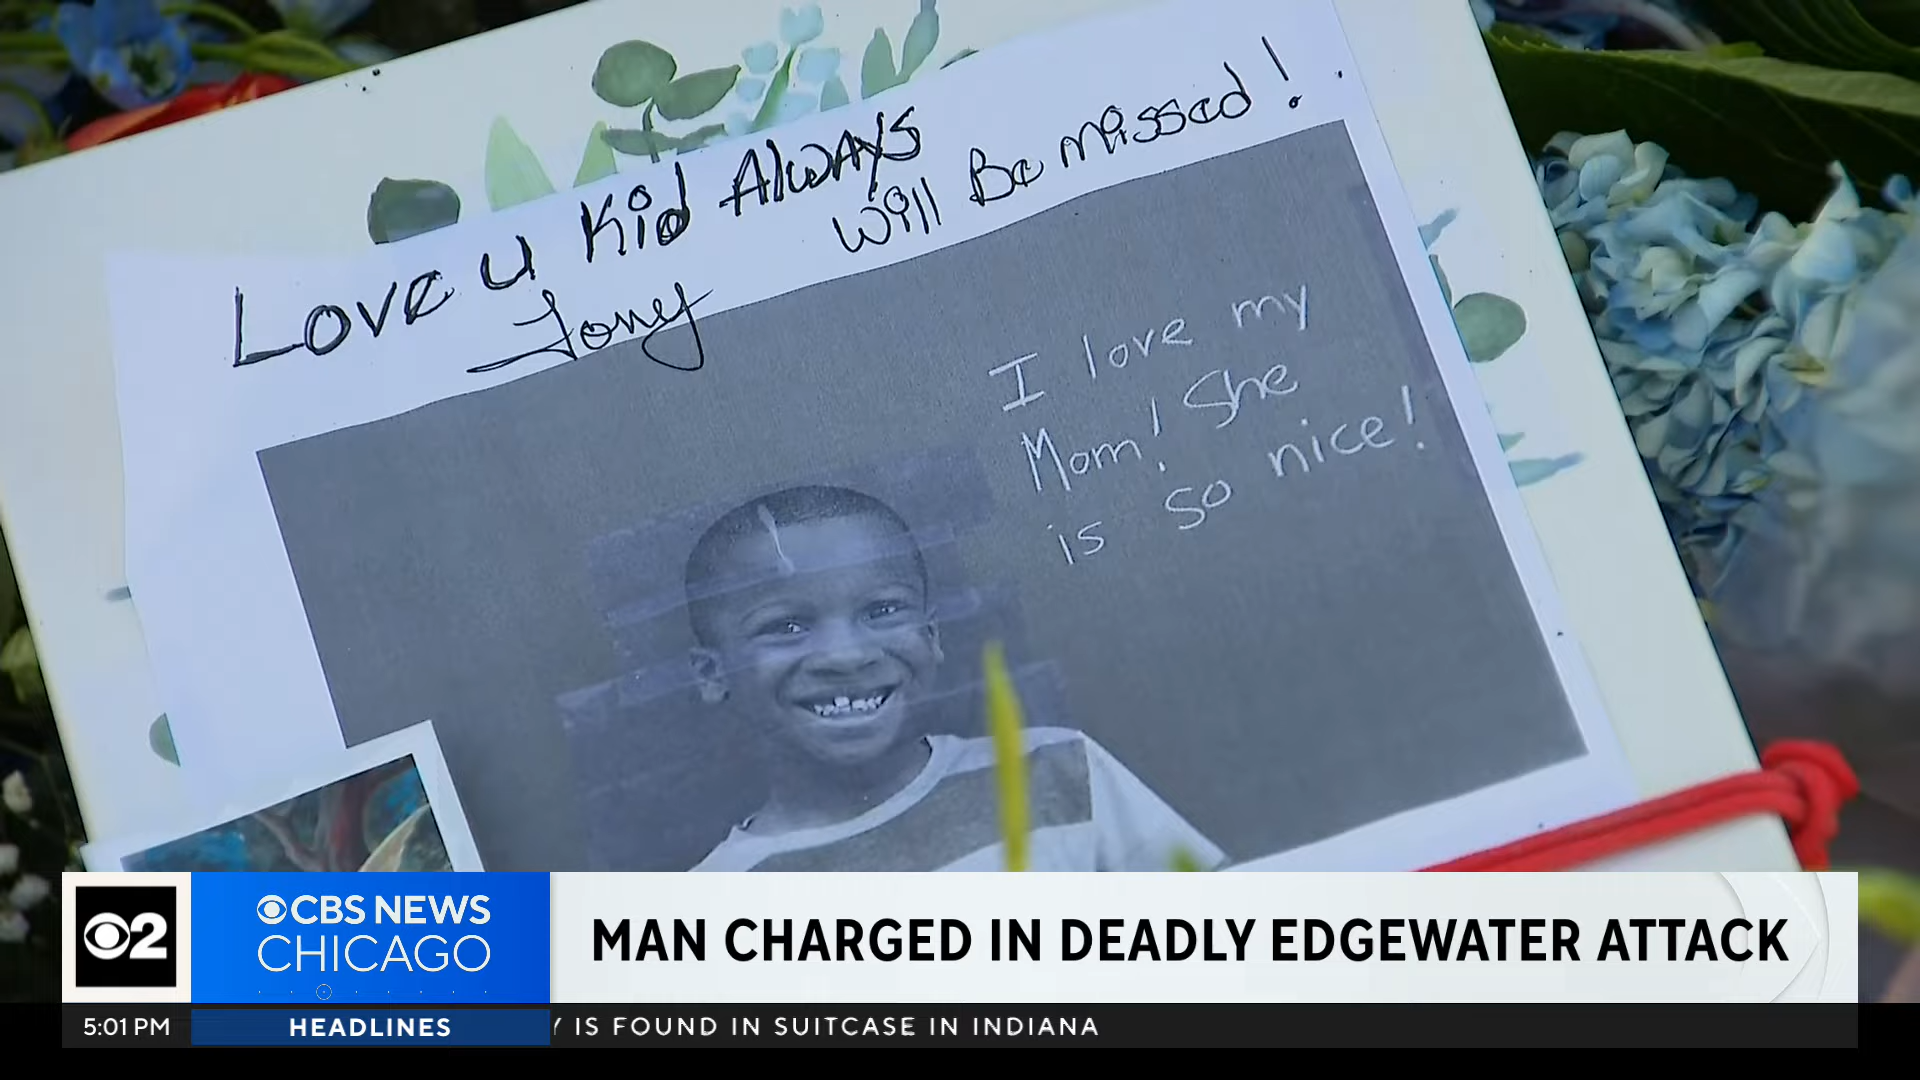 Love u Kid Always
Will Be missed!
Tony
I love my
Mom! She
is so nice!
2
CBS NEWS
CHICAGO
MAN CHARGED IN DEADLY EDGEWATER ATTACK
5:01 PM
HEADLINES
IS FOUND IN SUITCASE IN INDIANA